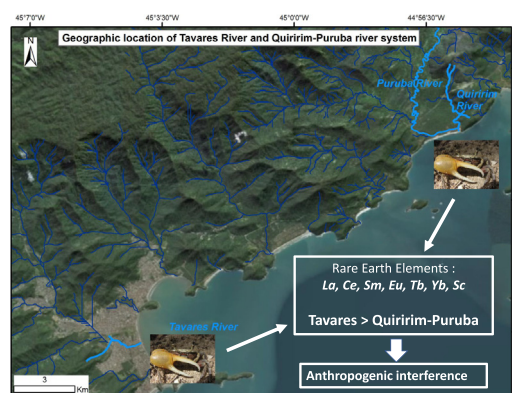 45°7'0"W 45°3'30"W 45°0'0"W 44°56'30"W
Geographic location of Tavares River and Quiririm-Puruba river system
N
Puruba River
Quiririm
River
Rare Earth Elements :
La, Ce, Sm, Eu, Tb, Yb, Sc
Tavares > Quiririm-Puruba
Tavares River
Anthropogenic interference
3
Km